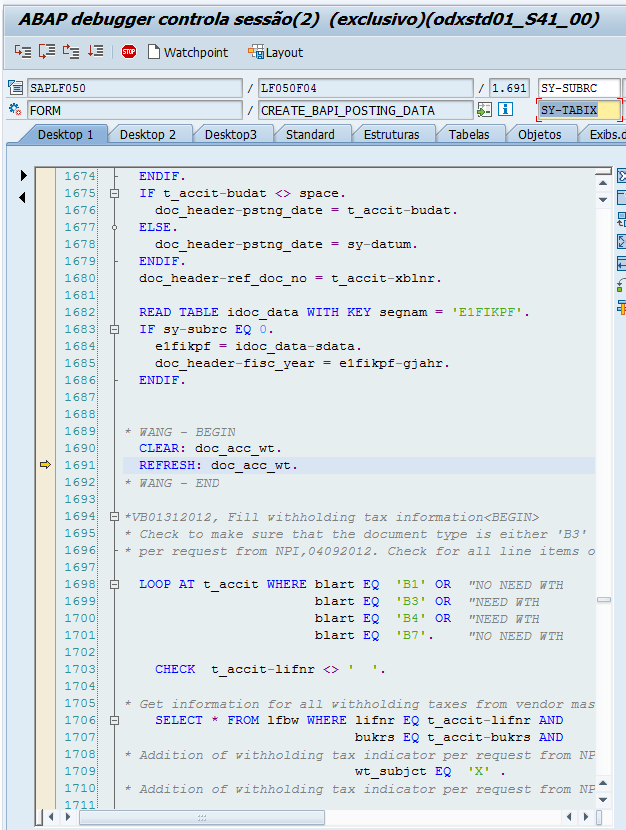 ABAP debugger controla sessão(2) (exclusivo)(odxstd01_S41_00)
STOP Watchpoint Layout
SAPLF050 / LF050F04 / 1.691 SY-SUBRC
FORM / CREATE_BAPI_POSTING_DATA SY-TABIX
Desktop 1 Desktop 2 Desktop3 Standard Estruturas Tabelas Objetos Exibs.d
1674 ENDIF.
1675 IF t_accit-budat <> space.
1676 doc_header-pstng_date = t_accit-budat.
1677 ELSE.
1678 doc_header-pstng_date = sy-datum.
1679 ENDIF.
1680 doc_header-ref_doc_no = t_accit-xblnr.
1681
1682 READ TABLE idoc_data WITH KEY segnam = 'E1FIKPF'.
1683 IF sy-subrc EQ 0.
1684 e1fikpf = idoc_data-sdata.
1685 doc_header-fisc_year = e1fikpf-gjahr.
1686 ENDIF.
1687
1688
1689 * WANG - BEGIN
1690 CLEAR: doc_acc_wt.
1691 REFRESH: doc_acc_wt.
1692 * WANG - END
1693
1694 *VB01312012, Fill withholding tax information<BEGIN>
1695 * Check to make sure that the document type is either 'B3'
1696 * per request from NPI,04092012. Check for all line items o
1697
1698 LOOP AT t_accit WHERE blart EQ 'B1' OR "NO NEED WTH
1699 blart EQ 'B3' OR "NEED WTH
1700 blart EQ 'B4' OR "NEED WTH
1701 blart EQ 'B7'. "NO NEED WTH
1702
1703 CHECK t_accit-lifnr <> ' '.
1704
1705 * Get information for all withholding taxes from vendor mas
1706 SELECT * FROM lfbw WHERE lifnr EQ t_accit-lifnr AND
1707 bukrs EQ t_accit-bukrs AND
1708 * Addition of withholding tax indicator per request from NP
1709 wt_subjct EQ 'X' .
1710 * Addition of withholding tax indicator per request from NP
1711